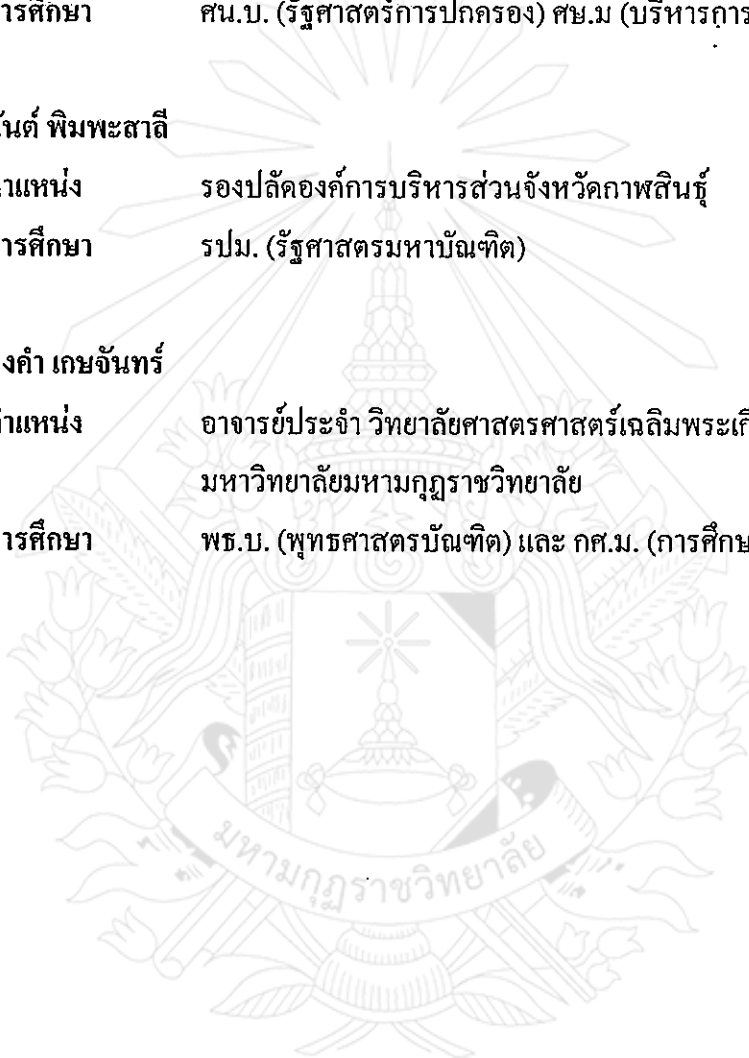 ารศึกษา ศน.บ. (รัฐศาสตร์การปกครอง) ศษ.ม (บริหารการ
นันต์ พิมพะสาลี
าแหน่ง รองปลัดองค์การบริหารส่วนจังหวัดกาฬสินธุ์
ารศึกษา รปม. (รัฐศาสตรมหาบัณฑิต)
งคำ เกษจันทร์
ำแหน่ง อาจารย์ประจำ วิทยาลัยศาสตรศาสตร์เฉลิมพระเกี
มหาวิทยาลัยมหามกุฏราชวิทยาลัย
ารศึกษา พธ.บ. (พุทธศาสตรบัณฑิต) และ กศ.ม. (การศึกษ
มหามกุฏราชวิทยาลัย